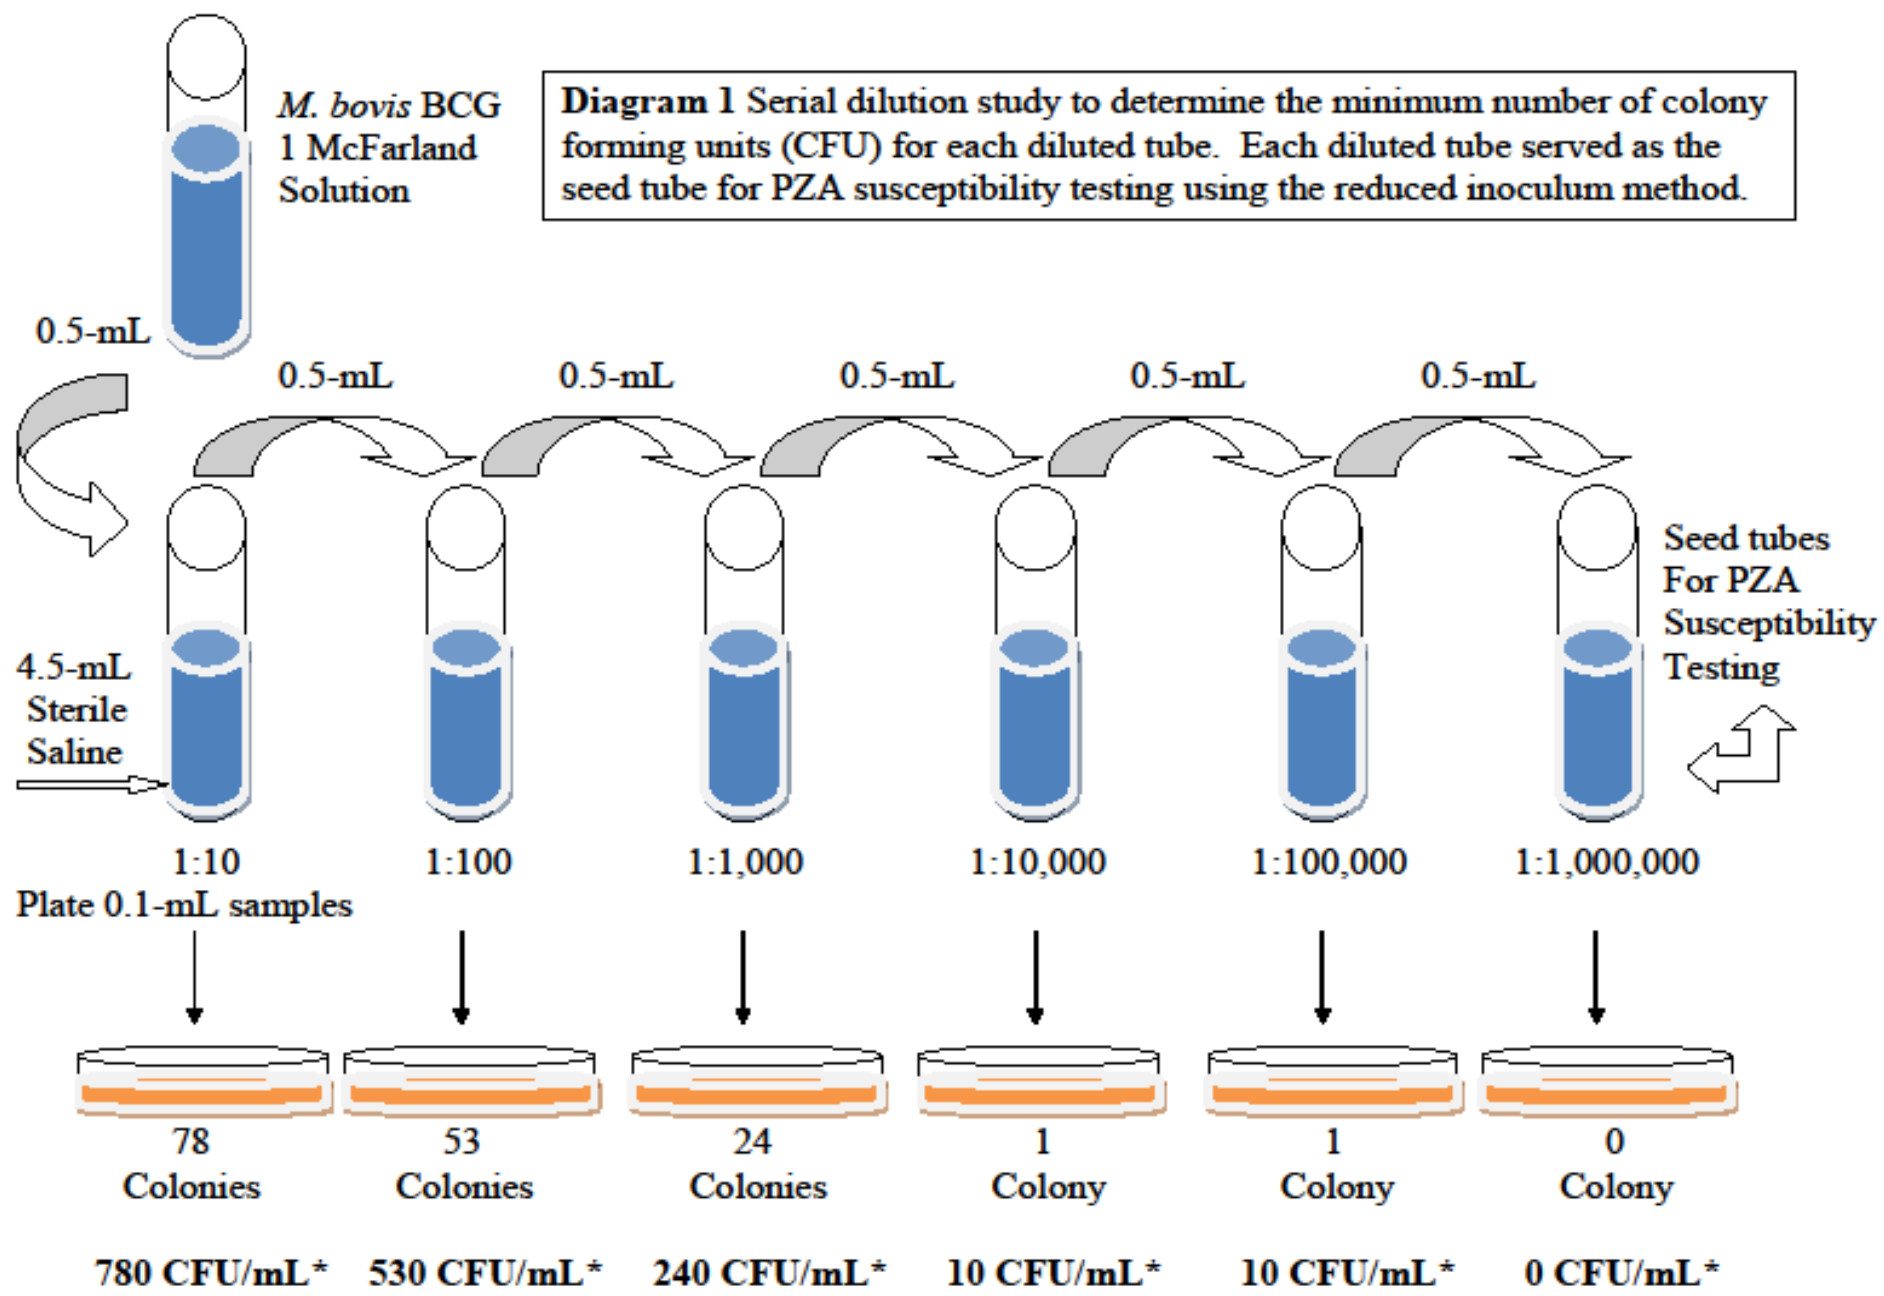 M. bovis BCG
1 McFarland
Solution
Diagram 1 Serial dilution study to determine the minimum number of colony
forming units (CFU) for each diluted tube.  Each diluted tube served as the
seed tube for PZA susceptibility testing using the reduced inoculum method.
0.5-mL
0.5-mL
0.5-mL
0.5-mL
0.5-mL
0.5-mL
Seed tubes
For PZA
Susceptibility
Testing
4.5-mL
Sterile
Saline
1:10
1:100
1:1,000
1:10,000
1:100,000
1:1,000,000
Plate 0.1-mL samples
78
Colonies
53
Colonies
24
Colonies
1
Colony
1
Colony
0
Colony
780 CFU/mL*
530 CFU/mL*
240 CFU/mL*
10 CFU/mL*
10 CFU/mL*
0 CFU/mL*